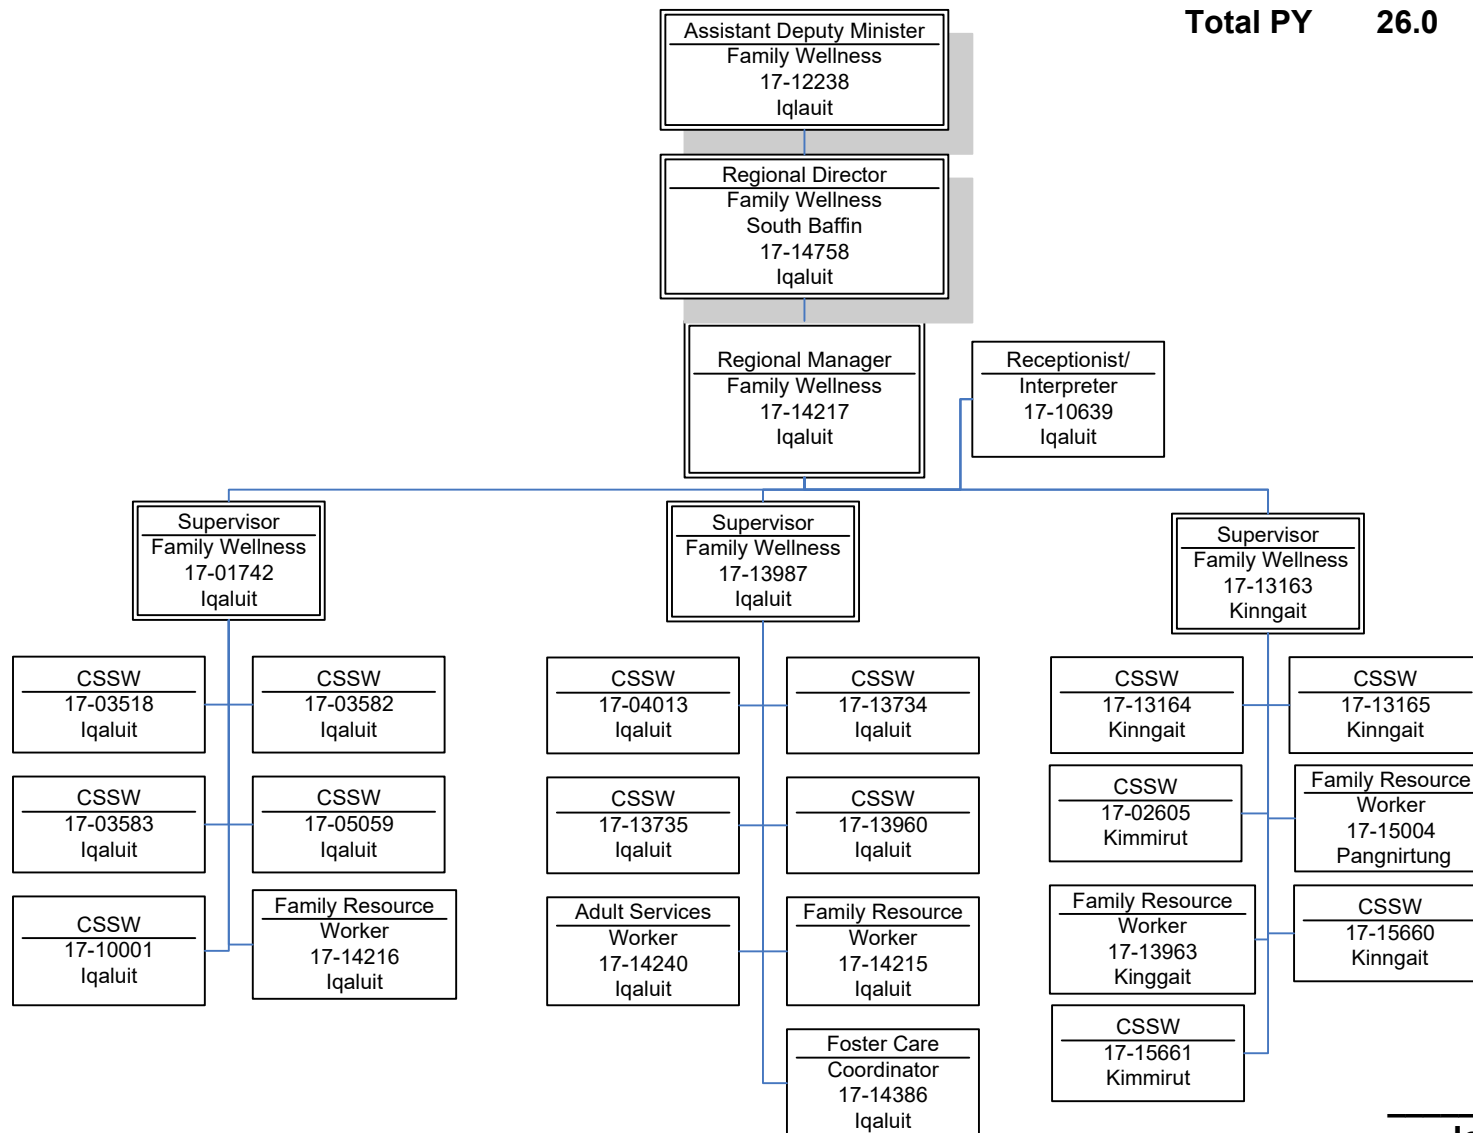 Total PY 26.0
Assistant Deputy Minister
Family Wellness
17-12238
Iqlauit
Regional Director
Family Wellness
South Baffin
17-14758
Iqaluit
Regional Manager
Family Wellness
17-14217
Iqaluit
Receptionist/
Interpreter
17-10639
Iqaluit
Supervisor
Family Wellness
17-01742
Iqaluit
Supervisor
Family Wellness
17-13987
Iqaluit
Supervisor
Family Wellness
17-13163
Kinngait
CSSW
17-03518
Iqaluit
CSSW
17-03582
Iqaluit
CSSW
17-03583
Iqaluit
CSSW
17-05059
Iqaluit
CSSW
17-10001
Iqaluit
Family Resource
Worker
17-14216
Iqaluit
CSSW
17-04013
Iqaluit
CSSW
17-13734
Iqaluit
CSSW
17-13735
Iqaluit
CSSW
17-13960
Iqaluit
Adult Services
Worker
17-14240
Iqaluit
Family Resource
Worker
17-14215
Iqaluit
Foster Care
Coordinator
17-14386
Iqaluit
CSSW
17-13164
Kinngait
CSSW
17-13165
Kinngait
CSSW
17-02605
Kimmirut
Family Resource
Worker
17-15004
Pangnirtung
Family Resource
Worker
17-13963
Kinggait
CSSW
17-15660
Kinngait
CSSW
17-15661
Kimmirut